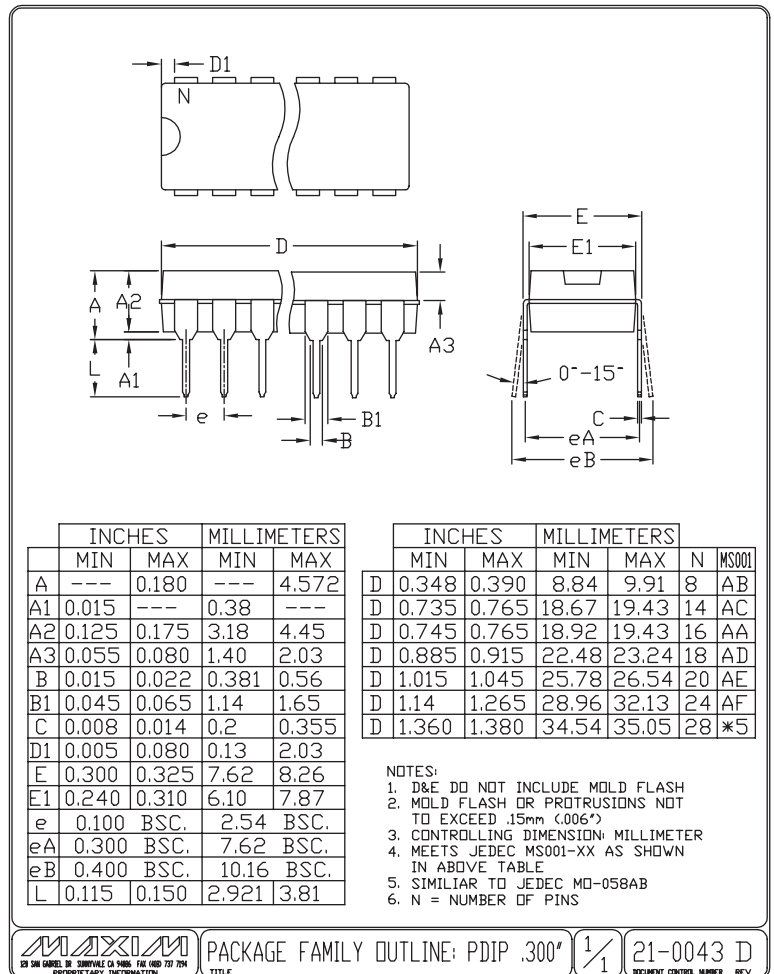 D1
N
D
E
E1
A
A2
A3
L
A1
0°-15°
e
B1
B
C
eA
eB
INCHES MILLIMETERS
MIN MAX MIN MAX
A --- 0.180 --- 4.572
A1 0.015 --- 0.38 ---
A2 0.125 0.175 3.18 4.45
A3 0.055 0.080 1.40 2.03
B 0.015 0.022 0.381 0.56
B1 0.045 0.065 1.14 1.65
C 0.008 0.014 0.2 0.355
D1 0.005 0.080 0.13 2.03
E 0.300 0.325 7.62 8.26
E1 0.240 0.310 6.10 7.87
e 0.100 BSC. 2.54 BSC.
eA 0.300 BSC. 7.62 BSC.
eB 0.400 BSC. 10.16 BSC.
L 0.115 0.150 2.921 3.81
INCHES MILLIMETERS
MIN MAX MIN MAX N MS001
D 0.348 0.390 8.84 9.91 8 AB
D 0.735 0.765 18.67 19.43 14 AC
D 0.745 0.765 18.92 19.43 16 AA
D 0.885 0.915 22.48 23.24 18 AD
D 1.015 1.045 25.78 26.54 20 AE
D 1.14 1.265 28.96 32.13 24 AF
D 1.360 1.380 34.54 35.05 28 *5
NOTES:
1. D&E DO NOT INCLUDE MOLD FLASH
2. MOLD FLASH OR PROTRUSIONS NOT
TO EXCEED .15mm (.006")
3. CONTROLLING DIMENSION: MILLIMETER
4. MEETS JEDEC MS001-XX AS SHOWN
IN ABOVE TABLE
5. SIMILIAR TO JEDEC MO-058AB
6. N = NUMBER OF PINS
MAXIM
120 SAN GABRIEL DR SUNNYVALE CA 94086 FAX (408) 737 7194
PROPRIETARY INFORMATION
PACKAGE FAMILY OUTLINE: PDIP .300"
TITLE
1/1
21-0043 D
DOCUMENT CONTROL NUMBER REV